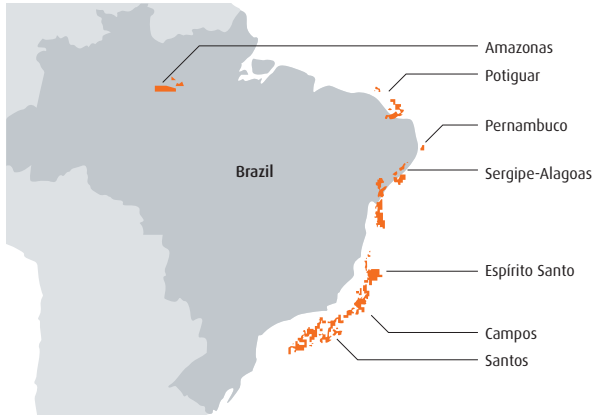 Amazonas
Potiguar
Pernambuco
Brazil
Sergipe-Alagoas
Espírito Santo
Campos
Santos